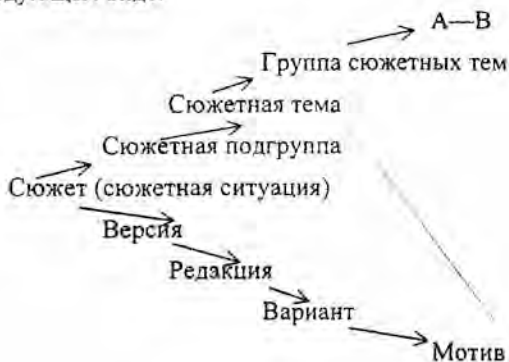 А—В
Группа сюжетных тем
Сюжетная тема
Сюжетная подгруппа
Сюжет (сюжетная ситуация)
Версия
Редакция
Вариант
Мотив